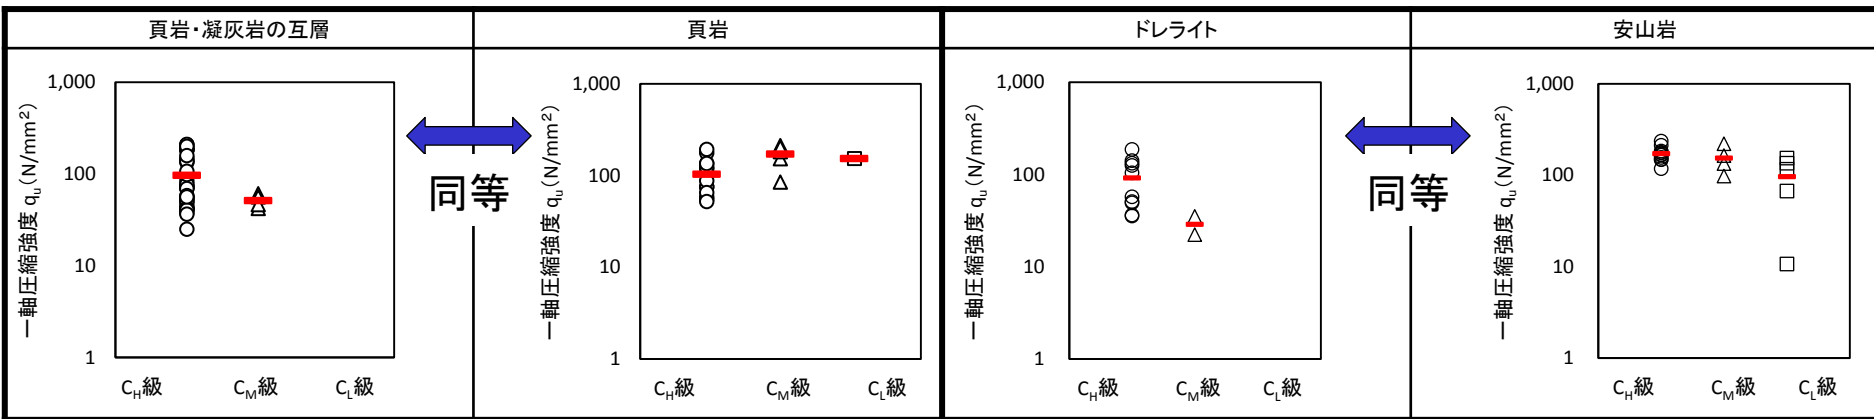 頁岩・凝灰岩の互層
頁岩
ドレライト
安山岩
一軸圧縮強度 qu(N/mm²)
1,000
100
10
1
CH級 CM級 CL級
同等
一軸圧縮強度 qu(N/mm²)
1,000
100
10
1
CH級 CM級 CL級
一軸圧縮強度 qu(N/mm²)
1,000
100
10
1
CH級 CM級 CL級
同等
一軸圧縮強度 qu(N/mm²)
1,000
100
10
1
CH級 CM級 CL級